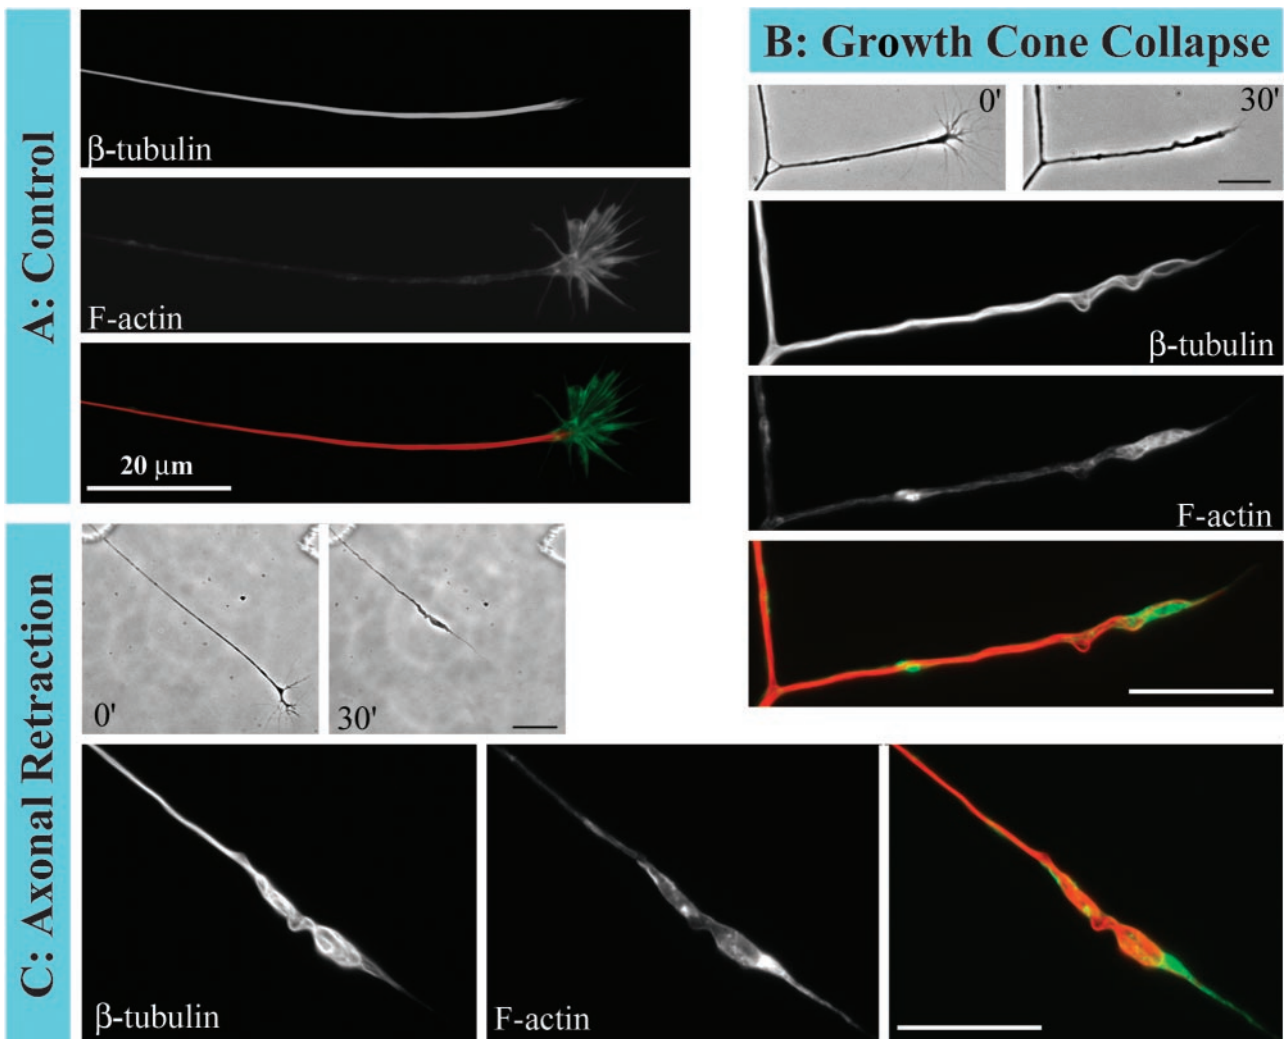 A: Control
β-tubulin
F-actin
20 μm
B: Growth Cone Collapse
0'
30'
β-tubulin
F-actin
C: Axonal Retraction
0'
30'
β-tubulin
F-actin